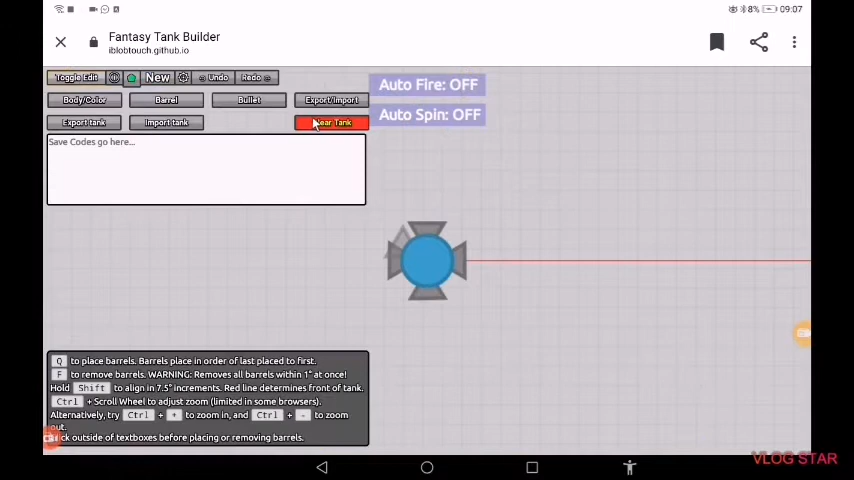 8%
09:07
Fantasy Tank Builder
iblobtouch.github.io
Toggle Edit
New
Undo
Redo
Auto Fire: OFF
Body/Color
Barrel
Bullet
Export/Import
Auto Spin: OFF
Export tank
Import tank
Clear Tank
Save Codes go here...
Q to place barrels. Barrels place in order of last placed to first.
F to remove barrels. WARNING: Removes all barrels within 1° at once!
Hold Shift to align in 7.5° increments. Red line determines front of tank.
Ctrl + Scroll Wheel to adjust zoom (limited in some browsers).
Alternatively, try Ctrl + + to zoom in, and Ctrl + - to zoom
out.
outside of textboxes before placing or removing barrels.
VLOG STAR